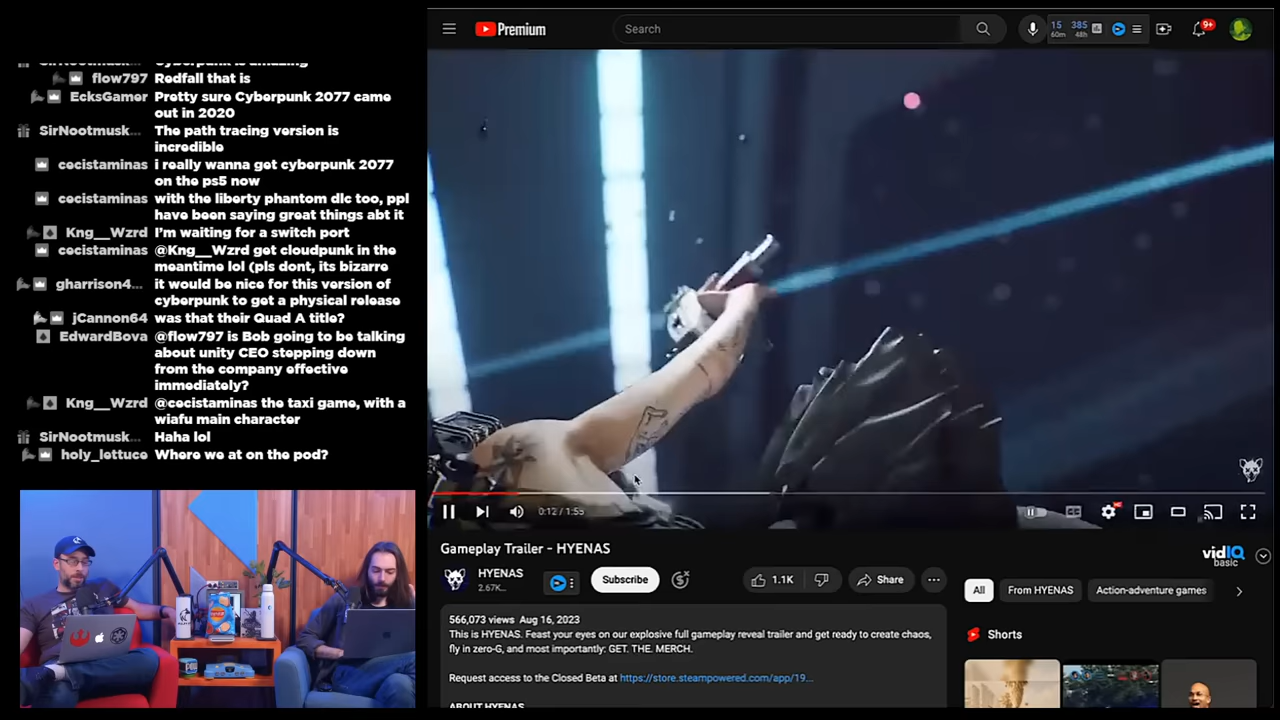 flow797 Redfall that is
EcksGamer Pretty sure Cyberpunk 2077 came
out in 2020
SirNootmusk... The path tracing version is
incredible
cecistaminas i really wanna get cyberpunk 2077
on the ps5 now
cecistaminas with the liberty phantom dlc too, ppl
have been saying great things abt it
Kng__Wzrd I'm waiting for a switch port
cecistaminas @Kng__Wzrd get cloudpunk in the
meantime lol (pls dont, its bizarre
gharrison4... it would be nice for this version of
cyberpunk to get a physical release
jCannon64 was that their Quad A title?
EdwardBova @flow797 is Bob going to be talking
about unity CEO stepping down
from the company effective
immediately?
Kng__Wzrd @cecistaminas the taxi game, with a
wiafu main character
SirNootmusk... Haha lol
holy_lettuce Where we at on the pod?
Premium
Search
15 385
60m 48h
9+
0:12 / 1:55
Gameplay Trailer - HYENAS
HYENAS
2.67K...
Subscribe
1.1K
Share
vidIQ
basic
All
From HYENAS
Action-adventure games
566,073 views Aug 16, 2023
This is HYENAS. Feast your eyes on our explosive full gameplay reveal trailer and get ready to create chaos,
fly in zero-G, and most importantly: GET. THE. MERCH.
Request access to the Closed Beta at https://store.steampowered.com/app/19...
ABOUT HYENAS
Shorts